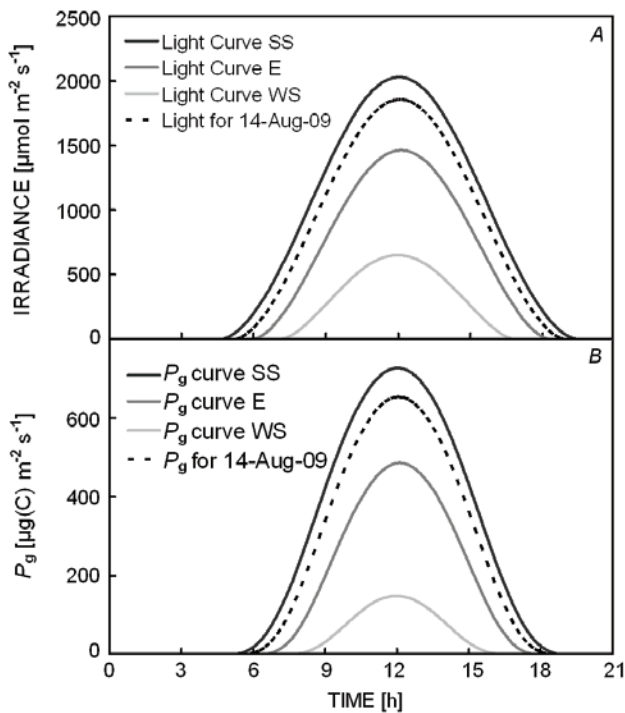 A
2500
2000
1500
1000
500
0
IRRADIANCE [µmol m⁻² s⁻¹]
Light Curve SS
Light Curve E
Light Curve WS
Light for 14-Aug-09
B
600
400
200
0
Pg [µg(C) m⁻² s⁻¹]
Pg curve SS
Pg curve E
Pg curve WS
Pg for 14-Aug-09
0 3 6 9 12 15 18 21
TIME [h]